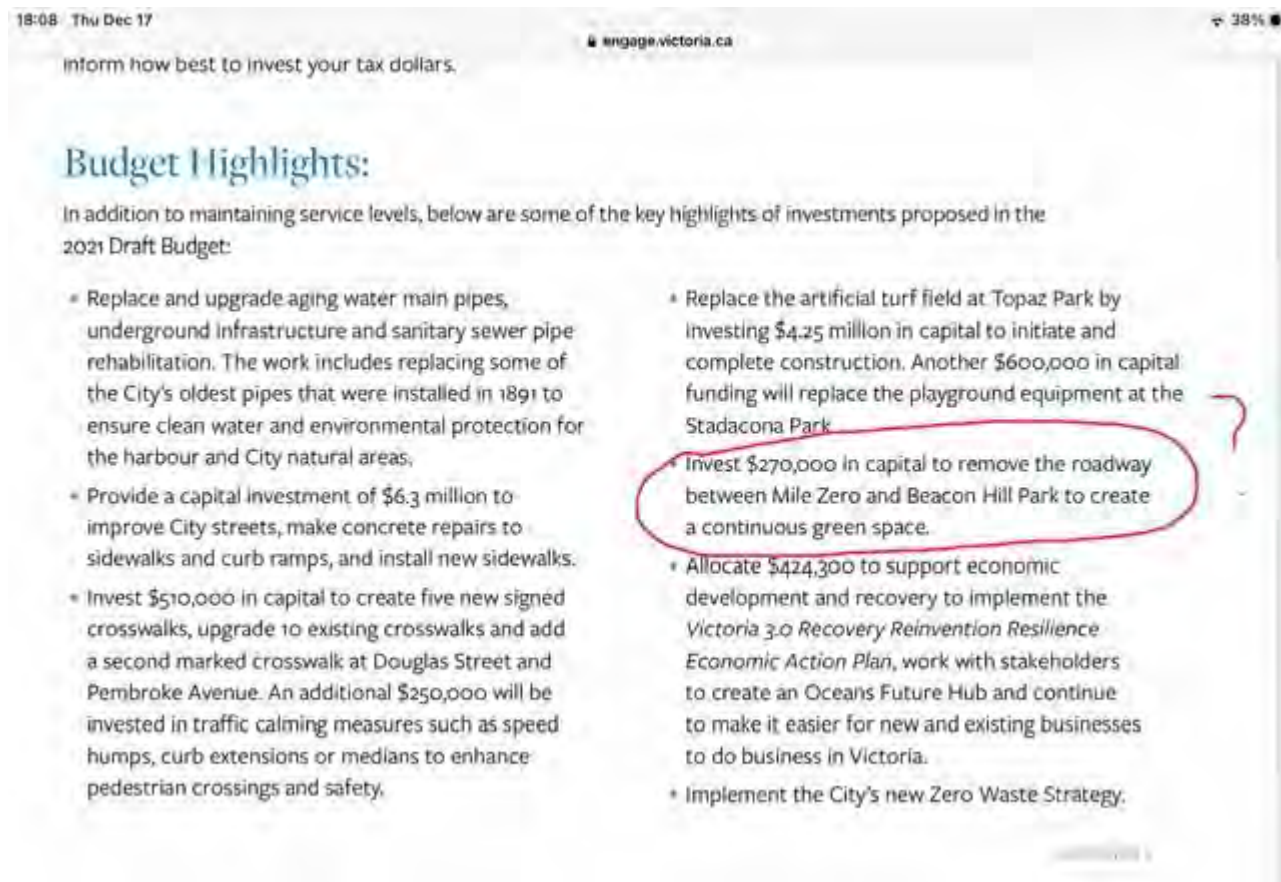 18:08 Thu Dec 17
38%
engage.victoria.ca
inform how best to invest your tax dollars.
Budget Highlights:
In addition to maintaining service levels, below are some of the key highlights of investments proposed in the
2021 Draft Budget:
• Replace and upgrade aging water main pipes,
underground infrastructure and sanitary sewer pipe
rehabilitation. The work includes replacing some of
the City's oldest pipes that were installed in 1891 to
ensure clean water and environmental protection for
the harbour and City natural areas.
• Provide a capital investment of $6.3 million to
improve City streets, make concrete repairs to
sidewalks and curb ramps, and install new sidewalks.
• Invest $510,000 in capital to create five new signed
crosswalks, upgrade 10 existing crosswalks and add
a second marked crosswalk at Douglas Street and
Pembroke Avenue. An additional $250,000 will be
invested in traffic calming measures such as speed
humps, curb extensions or medians to enhance
pedestrian crossings and safety.
• Replace the artificial turf field at Topaz Park by
investing $4.25 million in capital to initiate and
complete construction. Another $600,000 in capital
funding will replace the playground equipment at the
Stadacona Park
• Invest $270,000 in capital to remove the roadway
between Mile Zero and Beacon Hill Park to create
a continuous green space.
?
• Allocate $424,300 to support economic
development and recovery to implement the
Victoria 3.0 Recovery Reinvention Resilience
Economic Action Plan, work with stakeholders
to create an Oceans Future Hub and continue
to make it easier for new and existing businesses
to do business in Victoria.
• Implement the City's new Zero Waste Strategy.